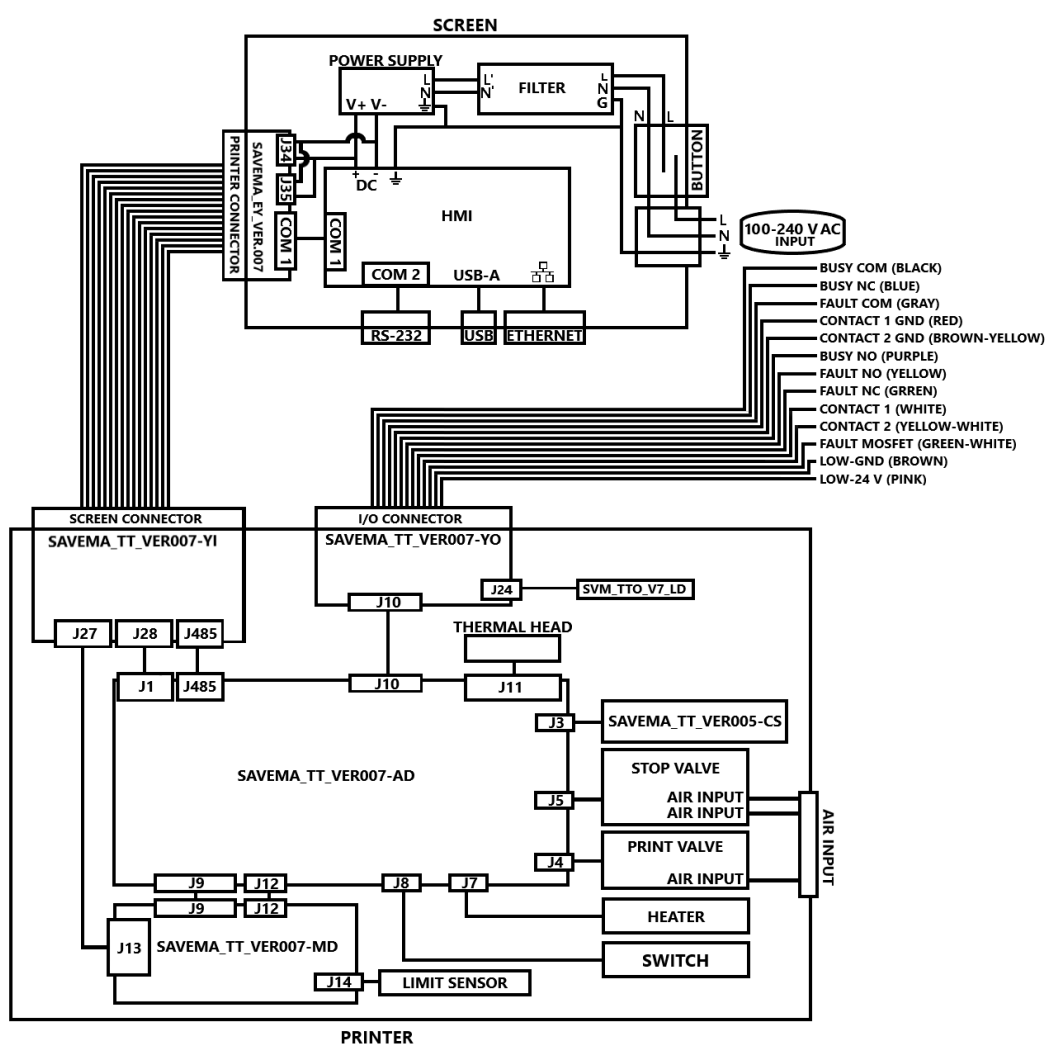 SCREEN
POWER SUPPLY
L
N
V+ V-
L'
N'
FILTER
L
N
G
N
L
BUTTON
J34
J35
SAVEMA_EY_VER.007
PRINTER CONNECTOR
COM 1
COM 1
+ -
DC
HMI
COM 2
USB-A
RS-232
USB
ETHERNET
L
N
100-240 V AC
INPUT
BUSY COM (BLACK)
BUSY NC (BLUE)
FAULT COM (GRAY)
CONTACT 1 GND (RED)
CONTACT 2 GND (BROWN-YELLOW)
BUSY NO (PURPLE)
FAULT NO (YELLOW)
FAULT NC (GRREN)
CONTACT 1 (WHITE)
CONTACT 2 (YELLOW-WHITE)
FAULT MOSFET (GREEN-WHITE)
LOW-GND (BROWN)
LOW-24 V (PINK)
SCREEN CONNECTOR
SAVEMA_TT_VER007-YI
I/O CONNECTOR
SAVEMA_TT_VER007-YO
J24
SVM_TTO_V7_LD
J10
J27
J28
J485
THERMAL HEAD
J1
J485
J10
J11
J3
SAVEMA_TT_VER005-CS
SAVEMA_TT_VER007-AD
STOP VALVE
J5
AIR INPUT
AIR INPUT
PRINT VALVE
J4
AIR INPUT
AIR INPUT
J9
J12
J8
J7
J9
J12
HEATER
J13
SAVEMA_TT_VER007-MD
SWITCH
J14
LIMIT SENSOR
PRINTER